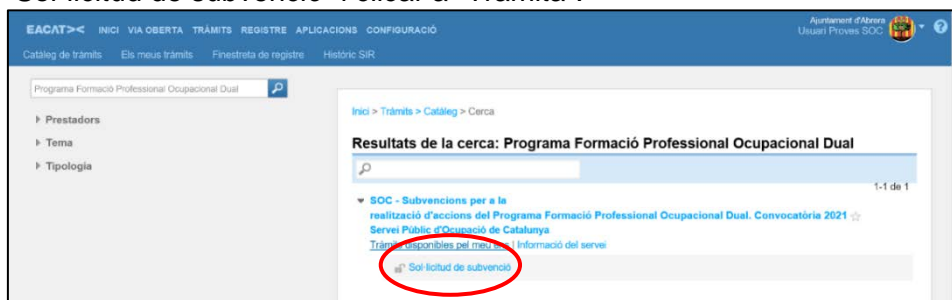 "Sol·licitud de subvenció" i clicar a "Tramita".
EACAT>< INICI VIA OBERTA TRÀMITS REGISTRE APLICACIONS CONFIGURACIÓ
Ajuntament d'Abrera
Usuari Proves SOC
Catàleg de tràmits Els meus tràmits Finestreta de registre Històric SIR
Programa Formació Professional Ocupacional Dual
Prestadors
Tema
Tipologia
Inici > Tràmits > Catàleg > Cerca
Resultats de la cerca: Programa Formació Professional Ocupacional Dual
1-1 de 1
SOC - Subvencions per a la
realització d'accions del Programa Formació Professional Ocupacional Dual. Convocatòria 2021
Servei Públic d'Ocupació de Catalunya
Tràmits disponibles pel meu ens | Informació del servei
Sol·licitud de subvenció